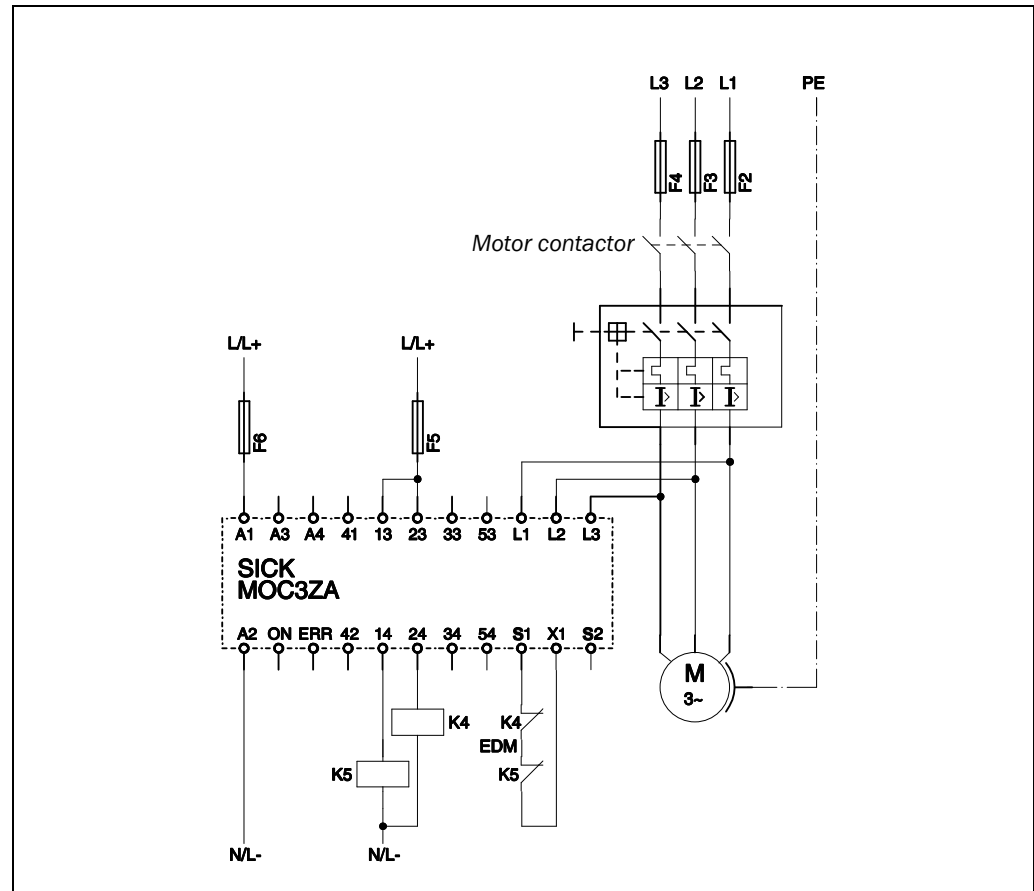 L3 L2 L1 PE
F4 F3 F2
Motor contactor
L/L+ L/L+
F6 F5
I> I> I>
A1 A3 A4 41 13 23 33 53 L1 L2 L3
SICK
MOC3ZA
A2 ON ERR 42 14 24 34 54 S1 X1 S2
M
3~
K4 K4
EDM
K5 K5
N/L- N/L-